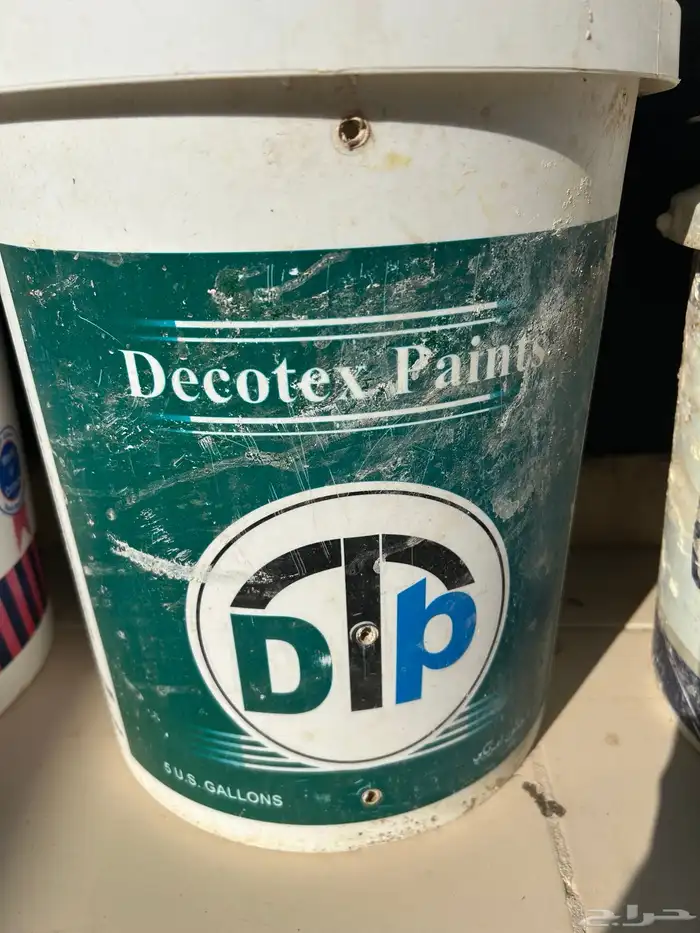 Decotex Paints
DTp
5 U.S. GALLONS
حراج